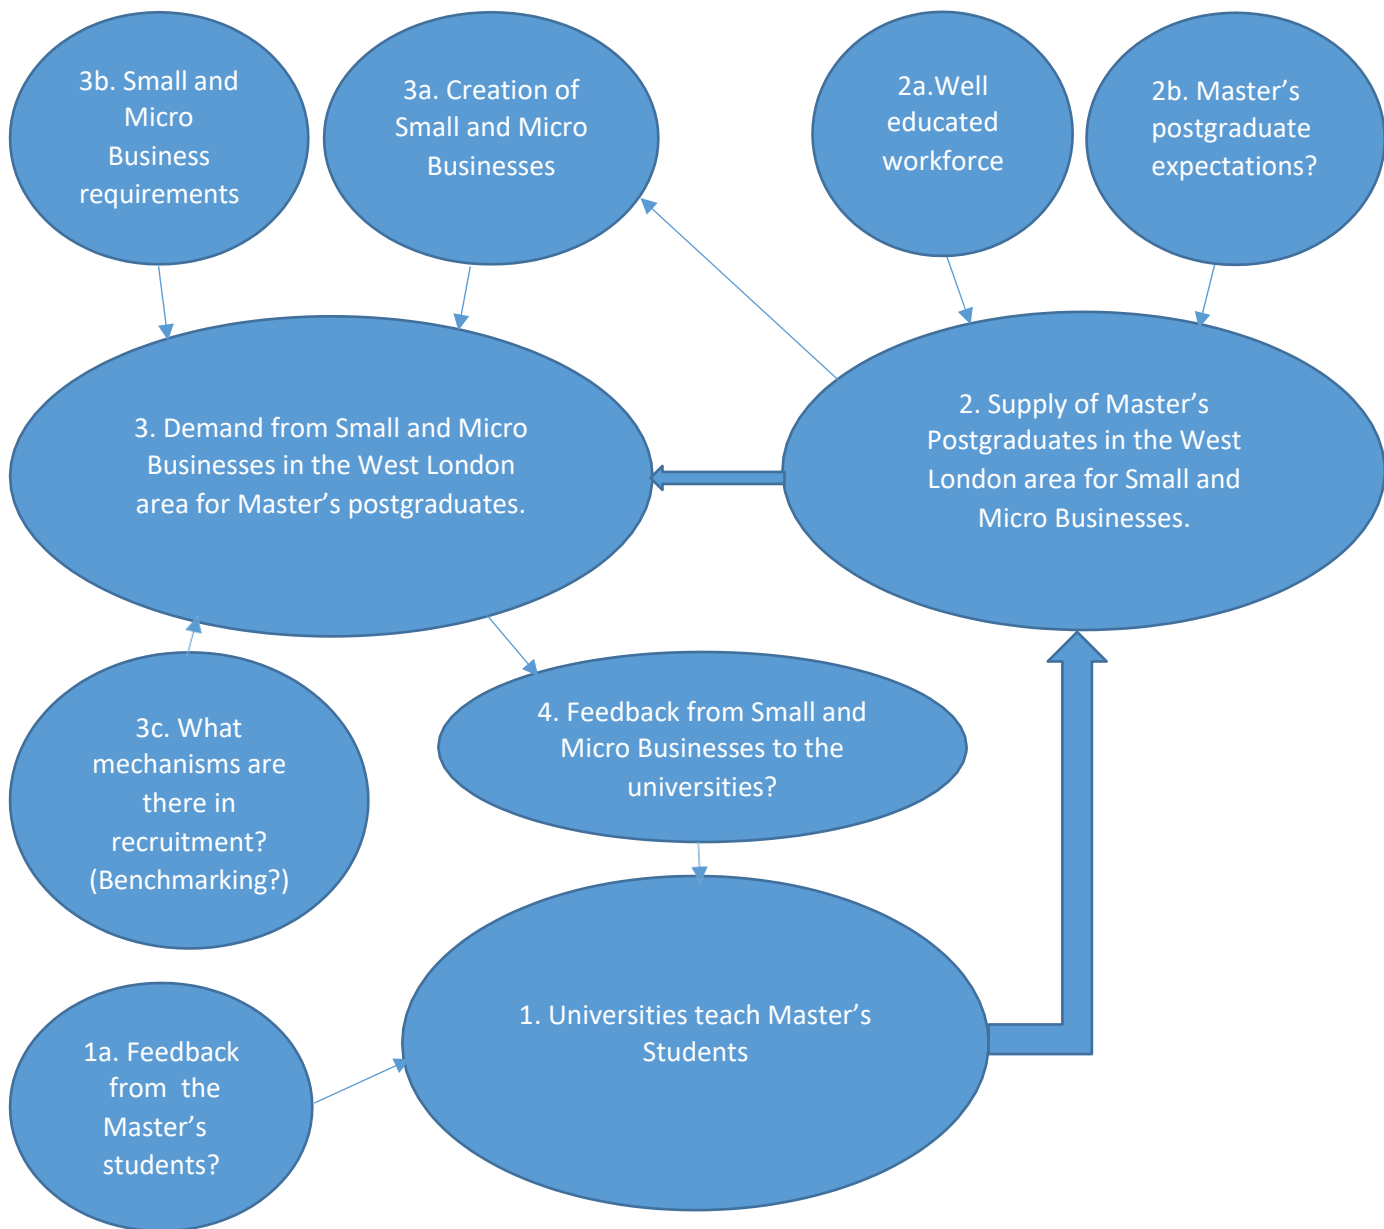 3b. Small and
Micro
Business
requirements
3a. Creation of
Small and Micro
Businesses
2a.Well
educated
workforce
2b. Master’s
postgraduate
expectations?
3. Demand from Small and Micro
Businesses in the West London
area for Master’s postgraduates.
2. Supply of Master’s
Postgraduates in the West
London area for Small and
Micro Businesses.
3c. What
mechanisms are
there in
recruitment?
(Benchmarking?)
4. Feedback from Small and
Micro Businesses to the
universities?
1. Universities teach Master’s
Students
1a. Feedback
from the
Master’s
students?